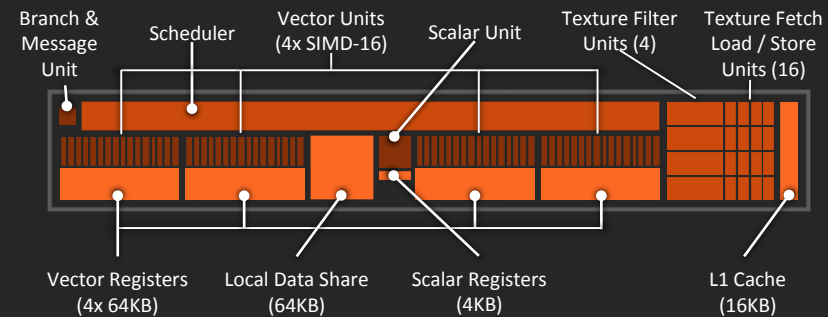 Branch &
Message
Unit
Scheduler
Vector Units
(4x SIMD-16)
Scalar Unit
Texture Filter
Units (4)
Texture Fetch
Load / Store
Units (16)
Vector Registers
(4x 64KB)
Local Data Share
(64KB)
Scalar Registers
(4KB)
L1 Cache
(16KB)